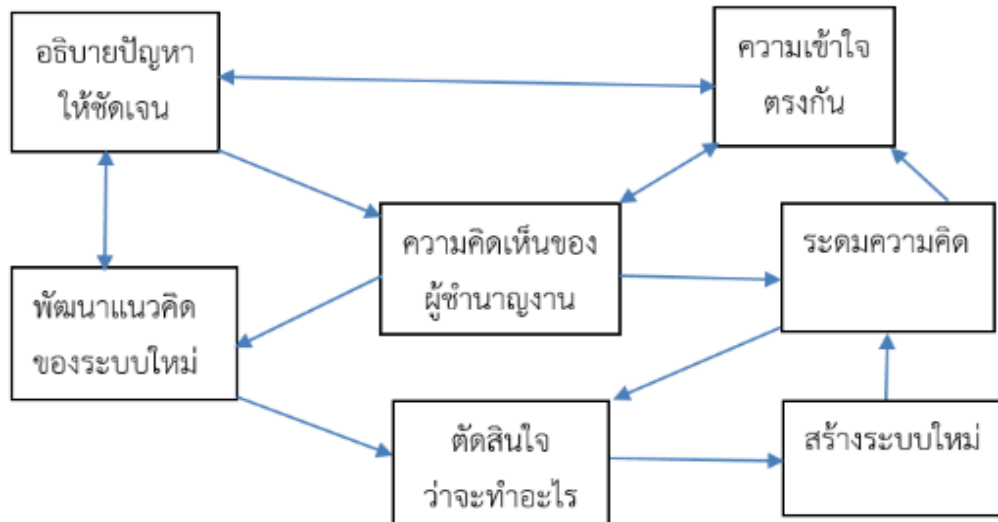 อธิบายปัญหา
ให้ชัดเจน
ความเข้าใจ
ตรงกัน
ความคิดเห็นของ
ผู้ชำนาญงาน
ระดมความคิด
พัฒนาแนวคิด
ของระบบใหม่
ตัดสินใจ
ว่าจะทำอะไร
สร้างระบบใหม่